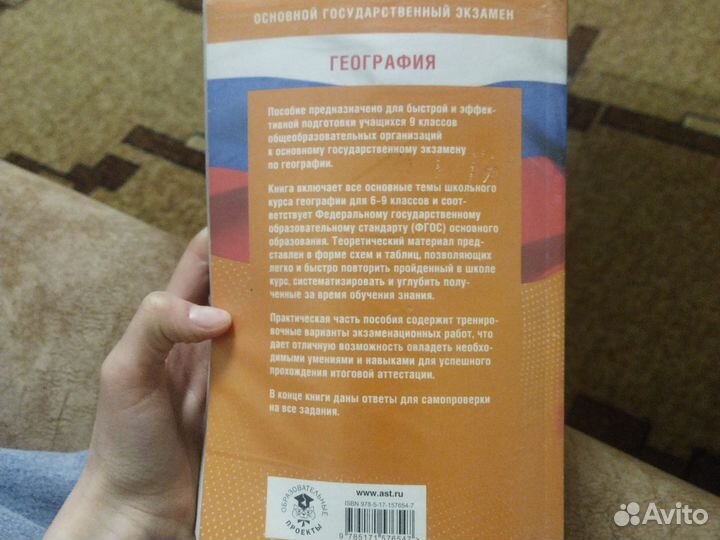 ОСНОВНОЙ ГОСУДАРСТВЕННЫЙ ЭКЗАМЕН
ГЕОГРАФИЯ
Пособие предназначено для быстрой и эффек-
тивной подготовки учащихся 9 классов
общеобразовательных организаций
к основному государственному экзамену
по географии.
Книга включает все основные темы школьного
курса географии для 6–9 классов и соот-
ветствует Федеральному государственному
образовательному стандарту (ФГОС) основного
образования. Теоретический материал пред-
ставлен в форме схем и таблиц, позволяющих
легко и быстро повторить пройденный в школе
курс, систематизировать и углубить полу-
ченные за время обучения знания.
Практическая часть пособия содержит трениро-
вочные варианты экзаменационных работ, что
дает отличную возможность овладеть необхо-
димыми умениями и навыками для успешного
прохождения итоговой аттестации.
В конце книги даны ответы для самопроверки
на все задания.
ОБРАЗОВАТЕЛЬНЫЕ
ПРОЕКТЫ
www.ast.ru
ISBN 978-5-17-157654-7
9 785171 576547
Avito